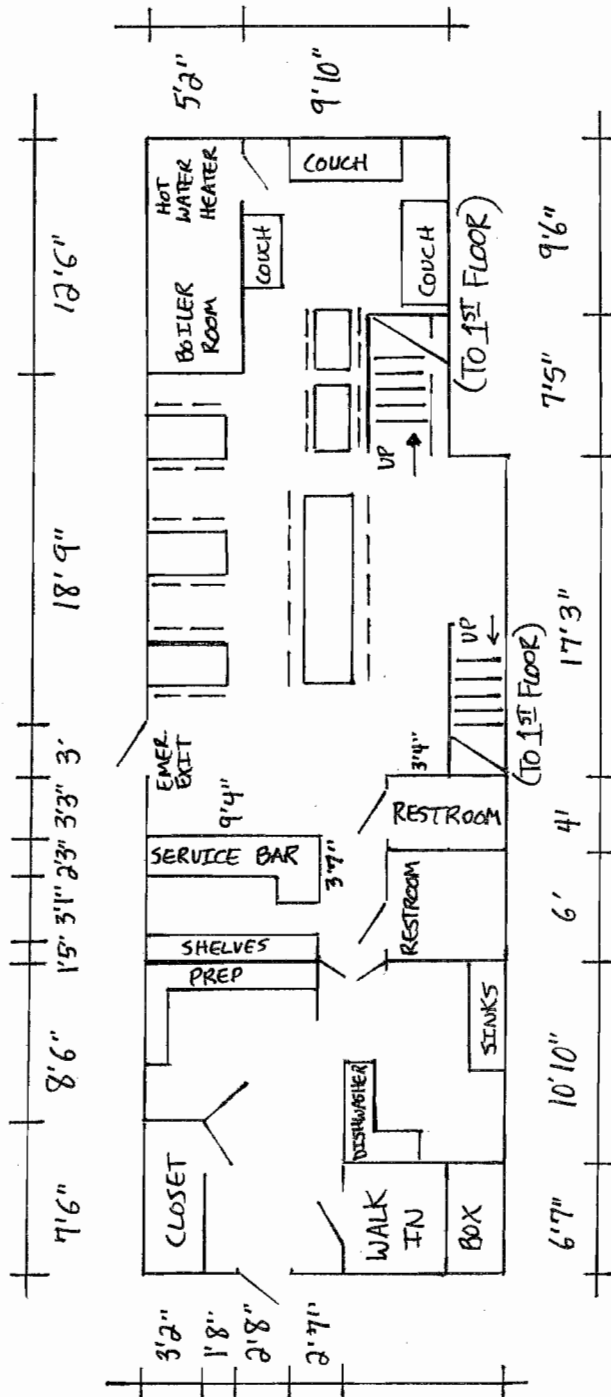 5'2"
9'10"
12'6"
18'9"
3'
3'3"
2'3"
3'1"
1'5"
8'6"
7'6"
HOT
WATER
HEATER
BOILER
ROOM
COUCH
COUCH
COUCH
UP
(TO 1ST FLOOR)
UP
(TO 1ST FLOOR)
EMER.
EXIT
9'4"
3'4"
SERVICE BAR
3'7"
RESTROOM
RESTROOM
SHELVES
PREP
SINKS
DISHWASHER
CLOSET
WALK
IN
BOX
9'6"
7'5"
17'3"
4'
6'
10'10"
6'7"
3'2"
1'8"
2'8"
2'7"